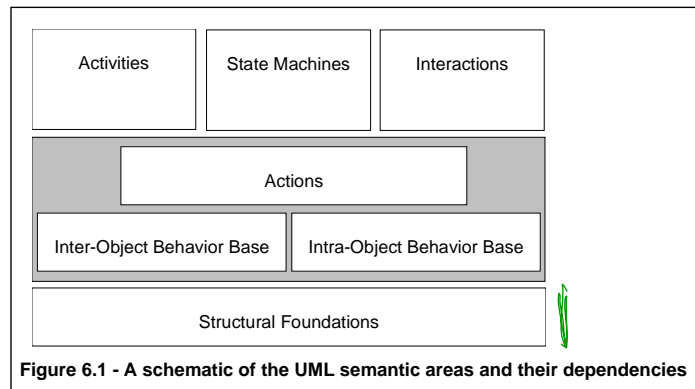 Activities
State Machines
Interactions
Actions
Inter-Object Behavior Base
Intra-Object Behavior Base
Structural Foundations
Figure 6.1 - A schematic of the UML semantic areas and their dependencies